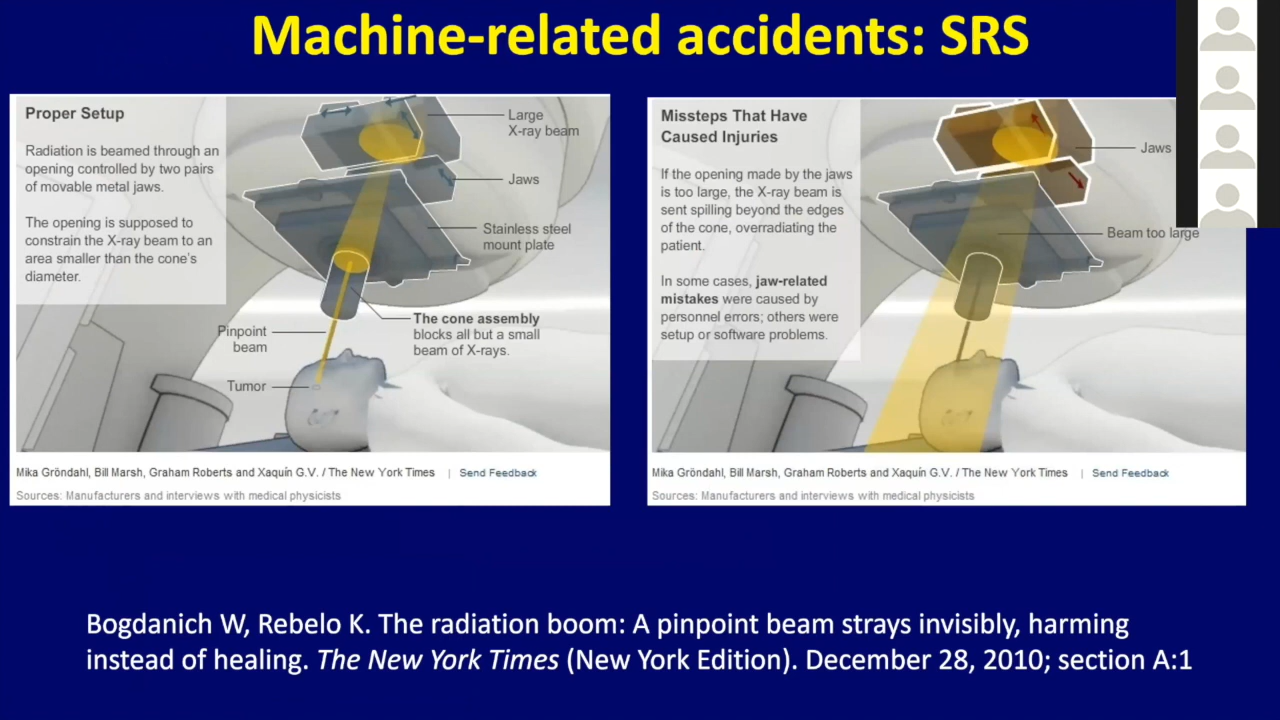 Machine-related accidents: SRS
Proper Setup
Radiation is beamed through an
opening controlled by two pairs
of movable metal jaws.
The opening is supposed to
constrain the X-ray beam to an
area smaller than the cone's
diameter.
Large
X-ray beam
Jaws
Stainless steel
mount plate
The cone assembly
blocks all but a small
beam of X-rays.
Pinpoint
beam
Tumor
Mika Gröndahl, Bill Marsh, Graham Roberts and Xaquín G.V. / The New York Times | Send Feedback
Sources: Manufacturers and interviews with medical physicists
Missteps That Have
Caused Injuries
If the opening made by the jaws
is too large, the X-ray beam is
sent spilling beyond the edges
of the cone, overradiating the
patient.
In some cases, jaw-related
mistakes were caused by
personnel errors; others were
setup or software problems.
Jaws
Beam too large
Mika Gröndahl, Bill Marsh, Graham Roberts and Xaquín G.V. / The New York Times | Send Feedback
Sources: Manufacturers and interviews with medical physicists
Bogdanich W, Rebelo K. The radiation boom: A pinpoint beam strays invisibly, harming
instead of healing. The New York Times (New York Edition). December 28, 2010; section A:1